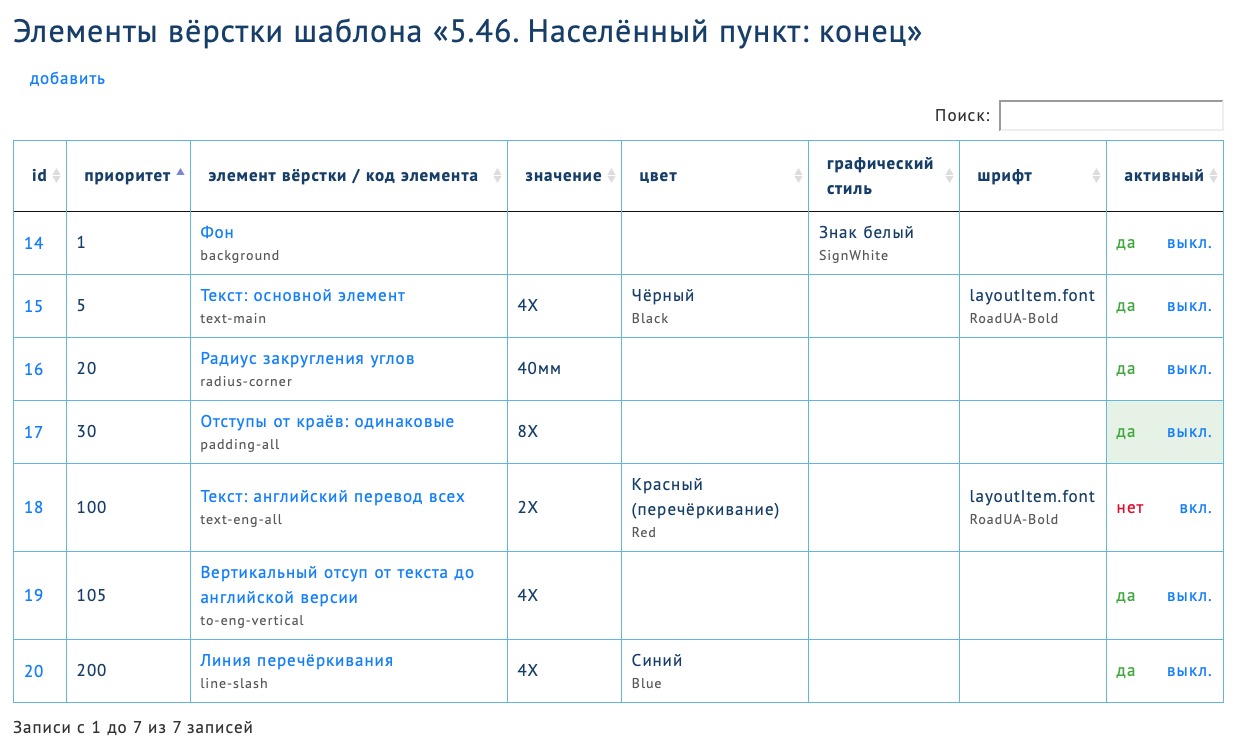 Элементы вёрстки шаблона «5.46. Населённый пункт: конец»
добавить
Поиск:
id приоритет элемент вёрстки / код элемента значение цвет графический стиль шрифт активный
14 1 Фон Знак белый да выкл.
background SignWhite
15 5 Текст: основной элемент 4X Чёрный layoutItem.font да выкл.
text-main Black RoadUA-Bold
16 20 Радиус закругления углов 40мм да выкл.
radius-corner
17 30 Отступы от краёв: одинаковые 8X да выкл.
padding-all
18 100 Текст: английский перевод всех 2X Красный (перечёркивание) layoutItem.font нет вкл.
text-eng-all Red RoadUA-Bold
19 105 Вертикальный отсуп от текста до 4X да выкл.
английской версии
to-eng-vertical
20 200 Линия перечёркивания 4X Синий да выкл.
line-slash Blue
Записи с 1 до 7 из 7 записей